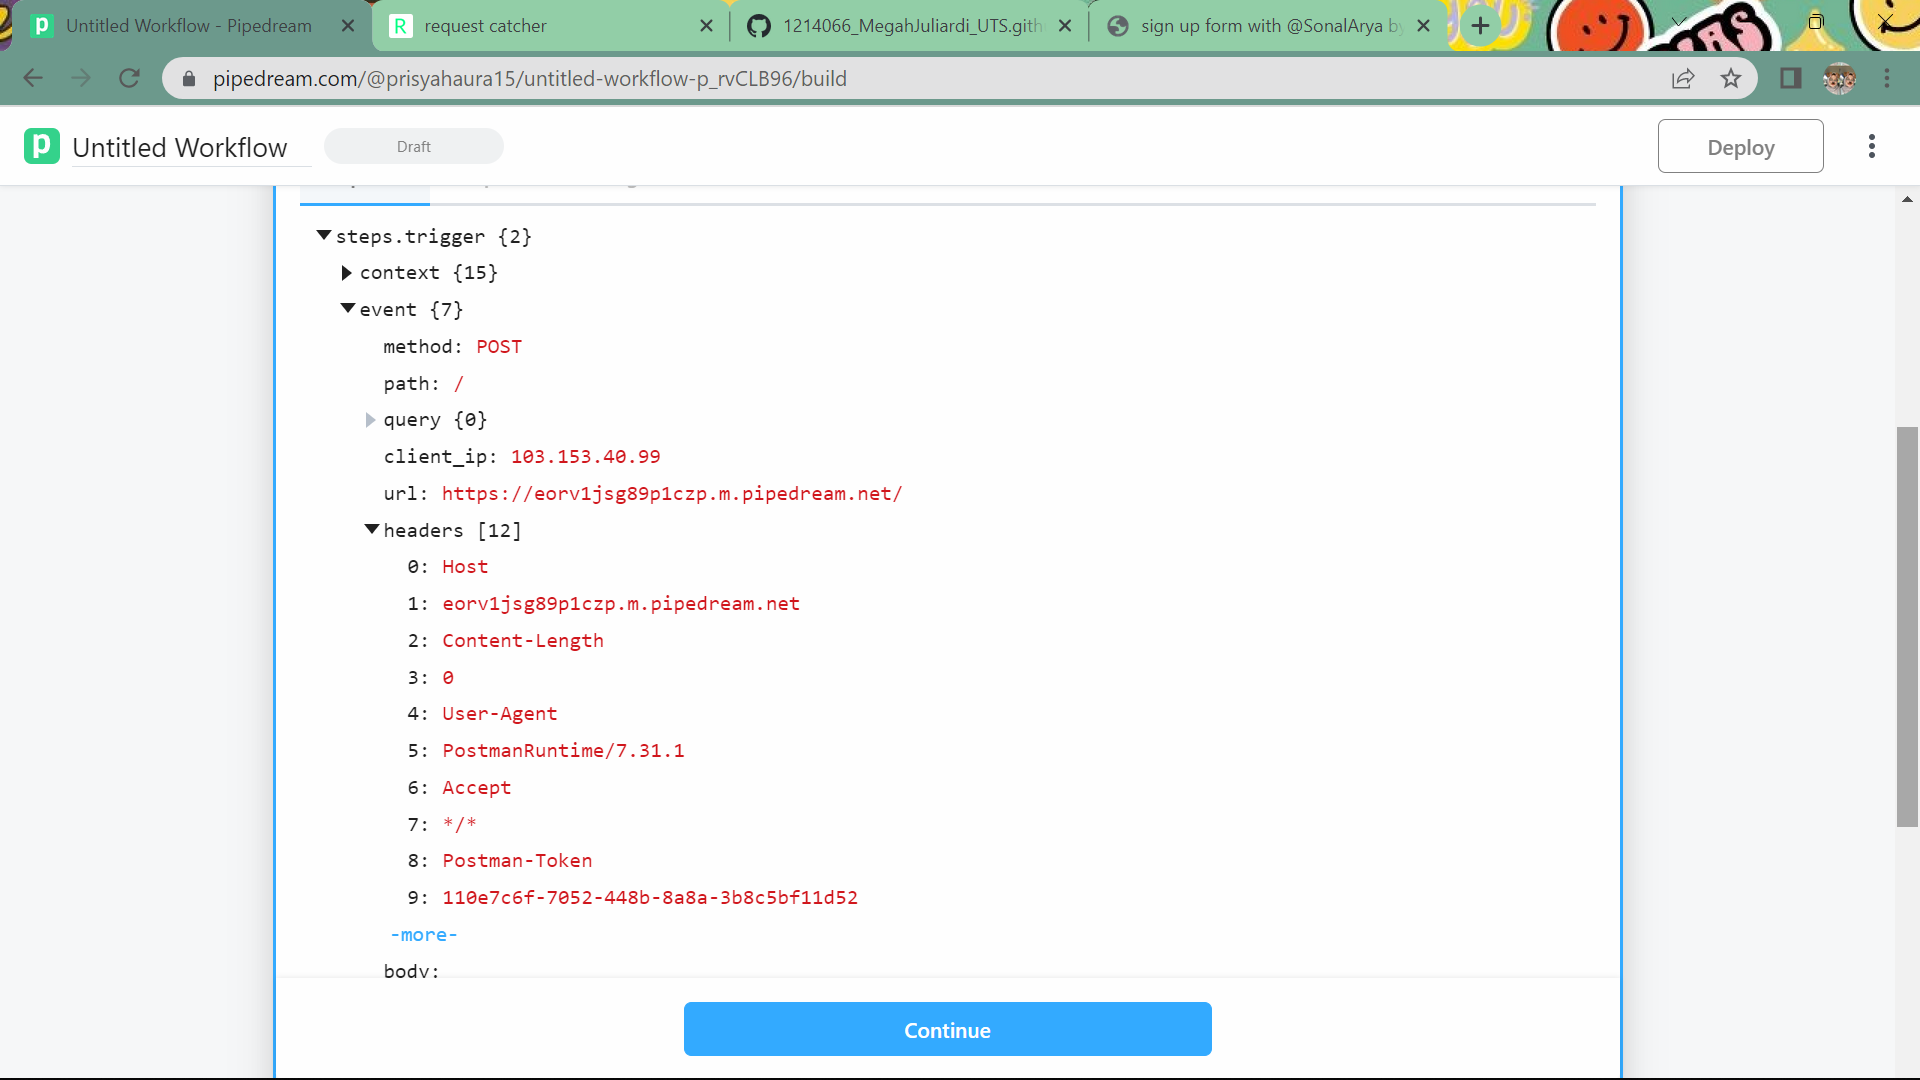 Untitled Workflow - Pipedream
request catcher
1214066_MegahJuliardi_UTS.gith
sign up form with @SonalArya by
pipedream.com/@prisyahaura15/untitled-workflow-p_rvCLB96/build
Untitled Workflow
Draft
Deploy
steps.trigger {2}
context {15}
event {7}
method: POST
path: /
query {0}
client_ip: 103.153.40.99
url: https://eorv1jsg89p1czp.m.pipedream.net/
headers [12]
0: Host
1: eorv1jsg89p1czp.m.pipedream.net
2: Content-Length
3: 0
4: User-Agent
5: PostmanRuntime/7.31.1
6: Accept
7: */*
8: Postman-Token
9: 110e7c6f-7052-448b-8a8a-3b8c5bf11d52
-more-
body:
Continue